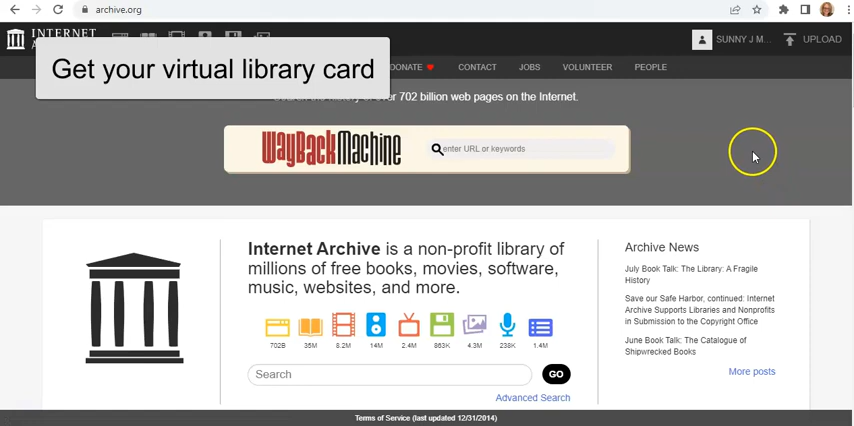 archive.org
INTERNET
SUNNY J M...
UPLOAD
Get your virtual library card
DONATE
CONTACT
JOBS
VOLUNTEER
PEOPLE
over 702 billion web pages on the Internet.
WayBackMachine
enter URL or keywords
Internet Archive is a non-profit library of
millions of free books, movies, software,
music, websites, and more.
702B 35M 8.2M 14M 2.4M 863K 4.3M 238K 1.4M
Search
GO
Advanced Search
Archive News
July Book Talk: The Library: A Fragile
History
Save our Safe Harbor, continued: Internet
Archive Supports Libraries and Nonprofits
in Submission to the Copyright Office
June Book Talk: The Catalogue of
Shipwrecked Books
More posts
Terms of Service (last updated 12/31/2014)